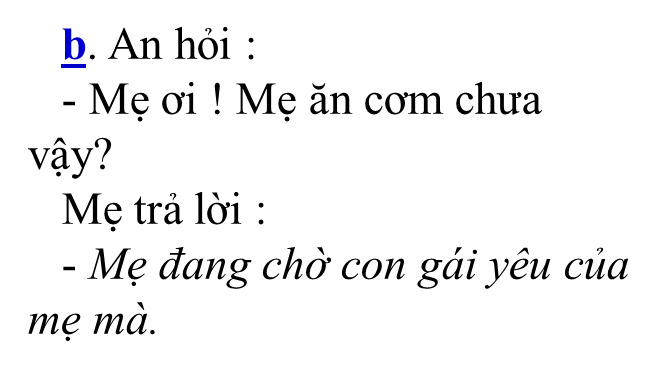 b. An hỏi :
- Mẹ ơi ! Mẹ ăn cơm chưa
vậy?
Mẹ trả lời :
- Mẹ đang chờ con gái yêu của
mẹ mà.